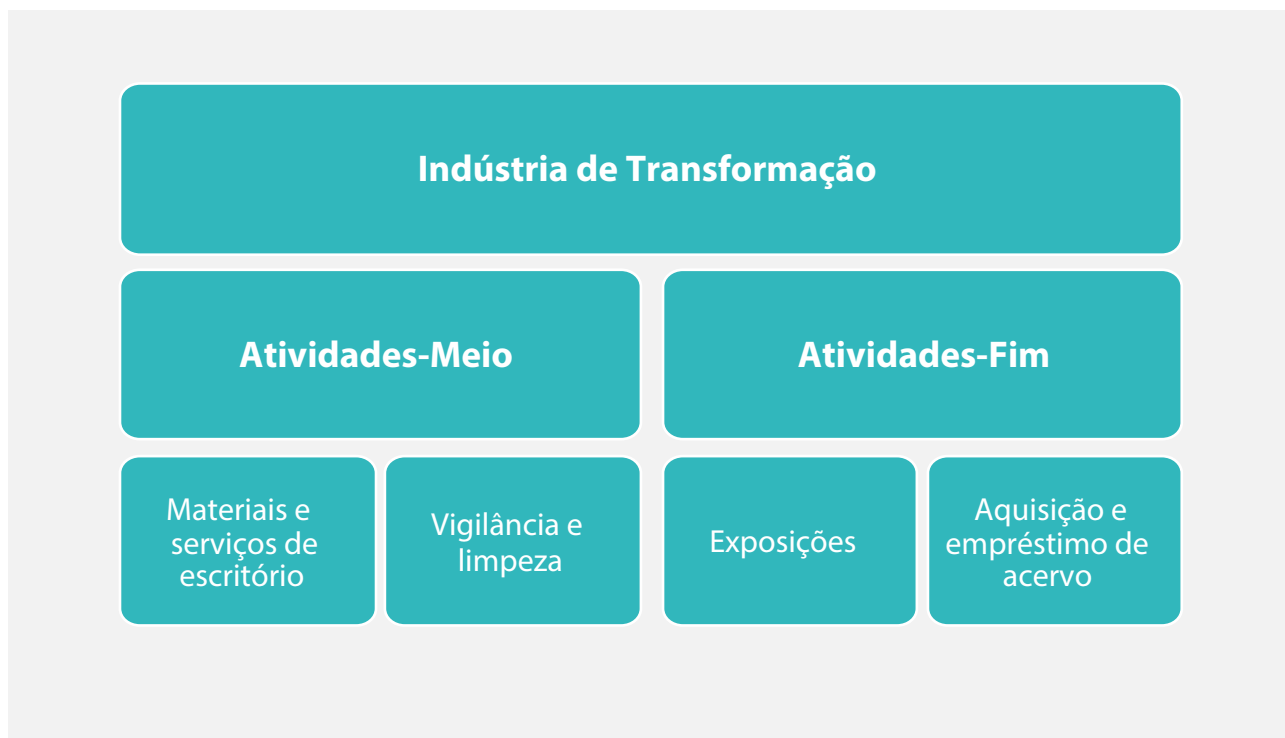 Indústria de Transformação
Atividades-Meio
Atividades-Fim
Materiais e
serviços de
escritório
Vigilância e
limpeza
Exposições
Aquisição e
empréstimo de
acervo